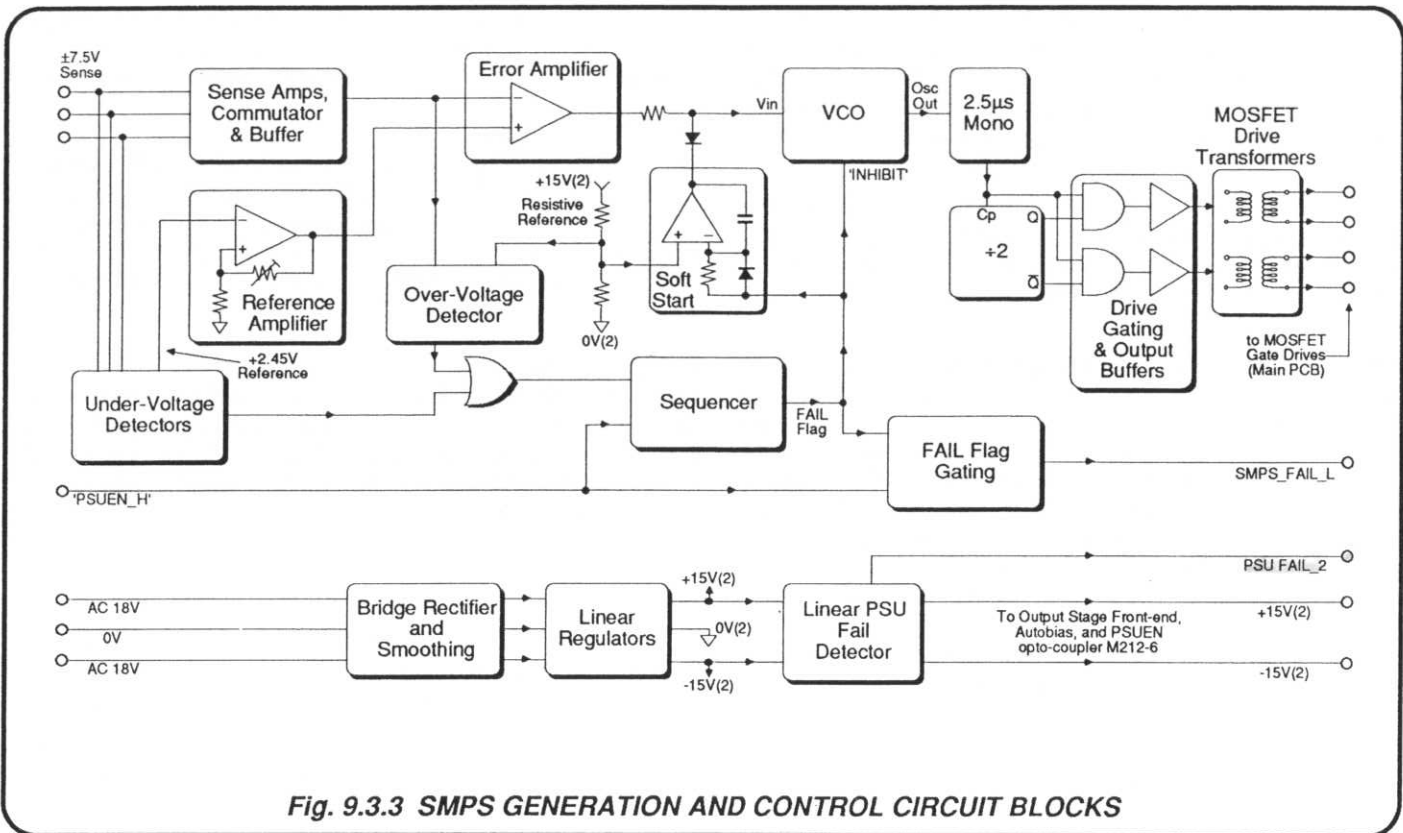 ±7.5V
Sense
Sense Amps,
Commutator
& Buffer
Error Amplifier
−
+
Vin
VCO
Osc
Out
2.5µs
Mono
MOSFET
Drive
Transformers
'INHIBIT'
+15V(2)
Resistive
Reference
−
+
Reference
Amplifier
+ −
Soft
Start
Cp
Q
÷2
Q̅
Drive
Gating
& Output
Buffers
Over-Voltage
Detector
0V(2)
to MOSFET
Gate Drives
(Main PCB)
+2.45V
Reference
Under-Voltage
Detectors
Sequencer
FAIL
Flag
FAIL Flag
Gating
SMPS_FAIL_L
'PSUEN_H'
PSU FAIL_2
AC 18V
0V
AC 18V
Bridge Rectifier
and
Smoothing
Linear
Regulators
+15V(2)
0V(2)
-15V(2)
Linear PSU
Fail
Detector
To Output Stage Front-end,
Autobias, and PSUEN
opto-coupler M212-6
+15V(2)
-15V(2)
Fig. 9.3.3 SMPS GENERATION AND CONTROL CIRCUIT BLOCKS